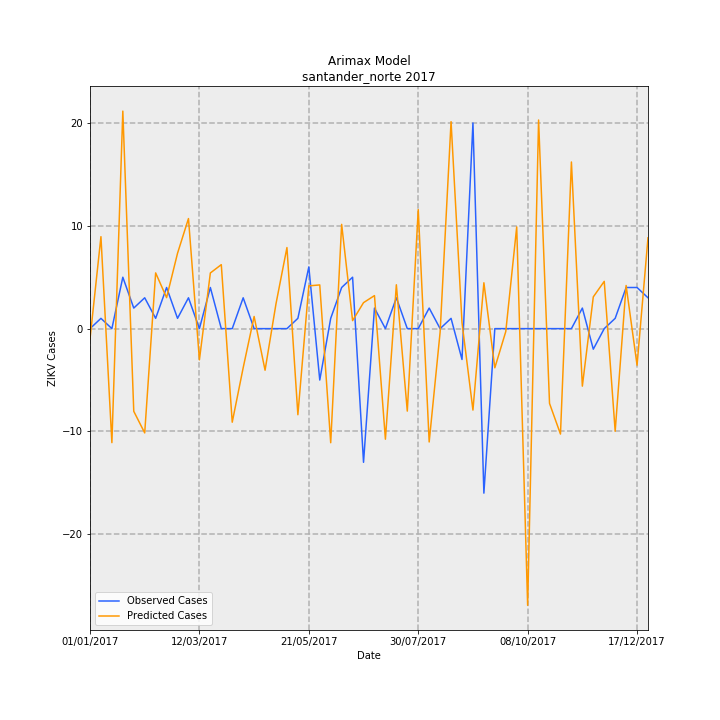 Arimax Model
santander_norte 2017
ZIKV Cases
20
10
0
−10
−20
Observed Cases
Predicted Cases
01/01/2017 12/03/2017 21/05/2017 30/07/2017 08/10/2017 17/12/2017
Date